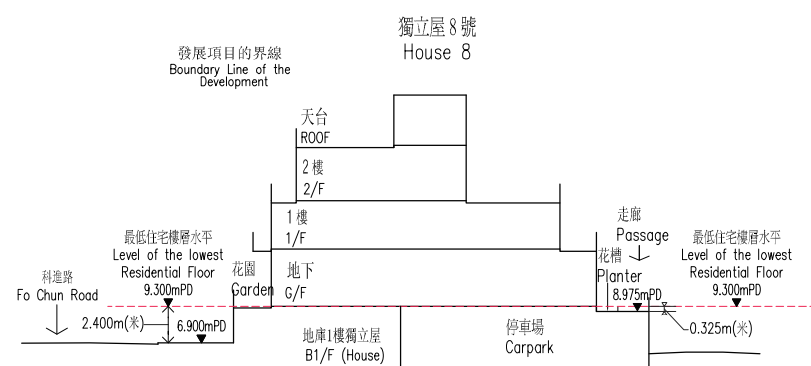 獨立屋 8 號
House 8
發展項目的界線
Boundary Line of the
Development
天台
ROOF
2 樓
2/F
1 樓
1/F
走廊
Passage
最低住宅樓層水平
Level of the lowest
Residential Floor
9.300mPD
花園
Garden
地下
G/F
花槽
Planter
8.975mPD
最低住宅樓層水平
Level of the lowest
Residential Floor
9.300mPD
科進路
Fo Chun Road
2.400m(米)
6.900mPD
地庫1樓獨立屋
B1/F (House)
停車場
Carpark
0.325m(米)